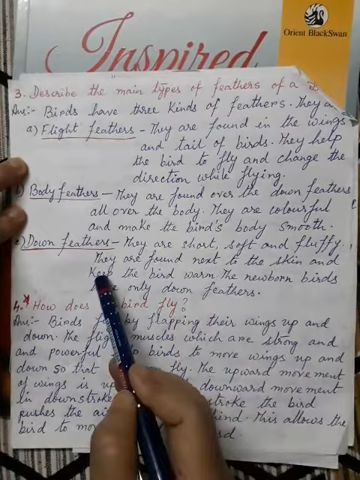 Orient BlackSwan
Inspired
3. Describe the main types of feathers of a
Ans:- Birds have three kinds of feathers. They
a) Flight feathers - They are found in the wings
and tail of birds. They help
the bird to fly and change the
direction while flying.
b) Body feathers - They are found over the down feathers
all over the body. They are colourful
and make the bird's body smooth.
c) Down feathers - They are short, soft and fluffy.
They are found next to the skin and
Keep the bird warm the newborn birds
only down feathers.
4. How does bird fly?
Ans:- Birds by flapping their wings up and
down. the flight muscles which are strong and
and powerful birds to move wings up and
down so that fly. The upward movement
of wings is up downward movement
in downstroke stroke the bird
pushes the hind. This allows the
bird to